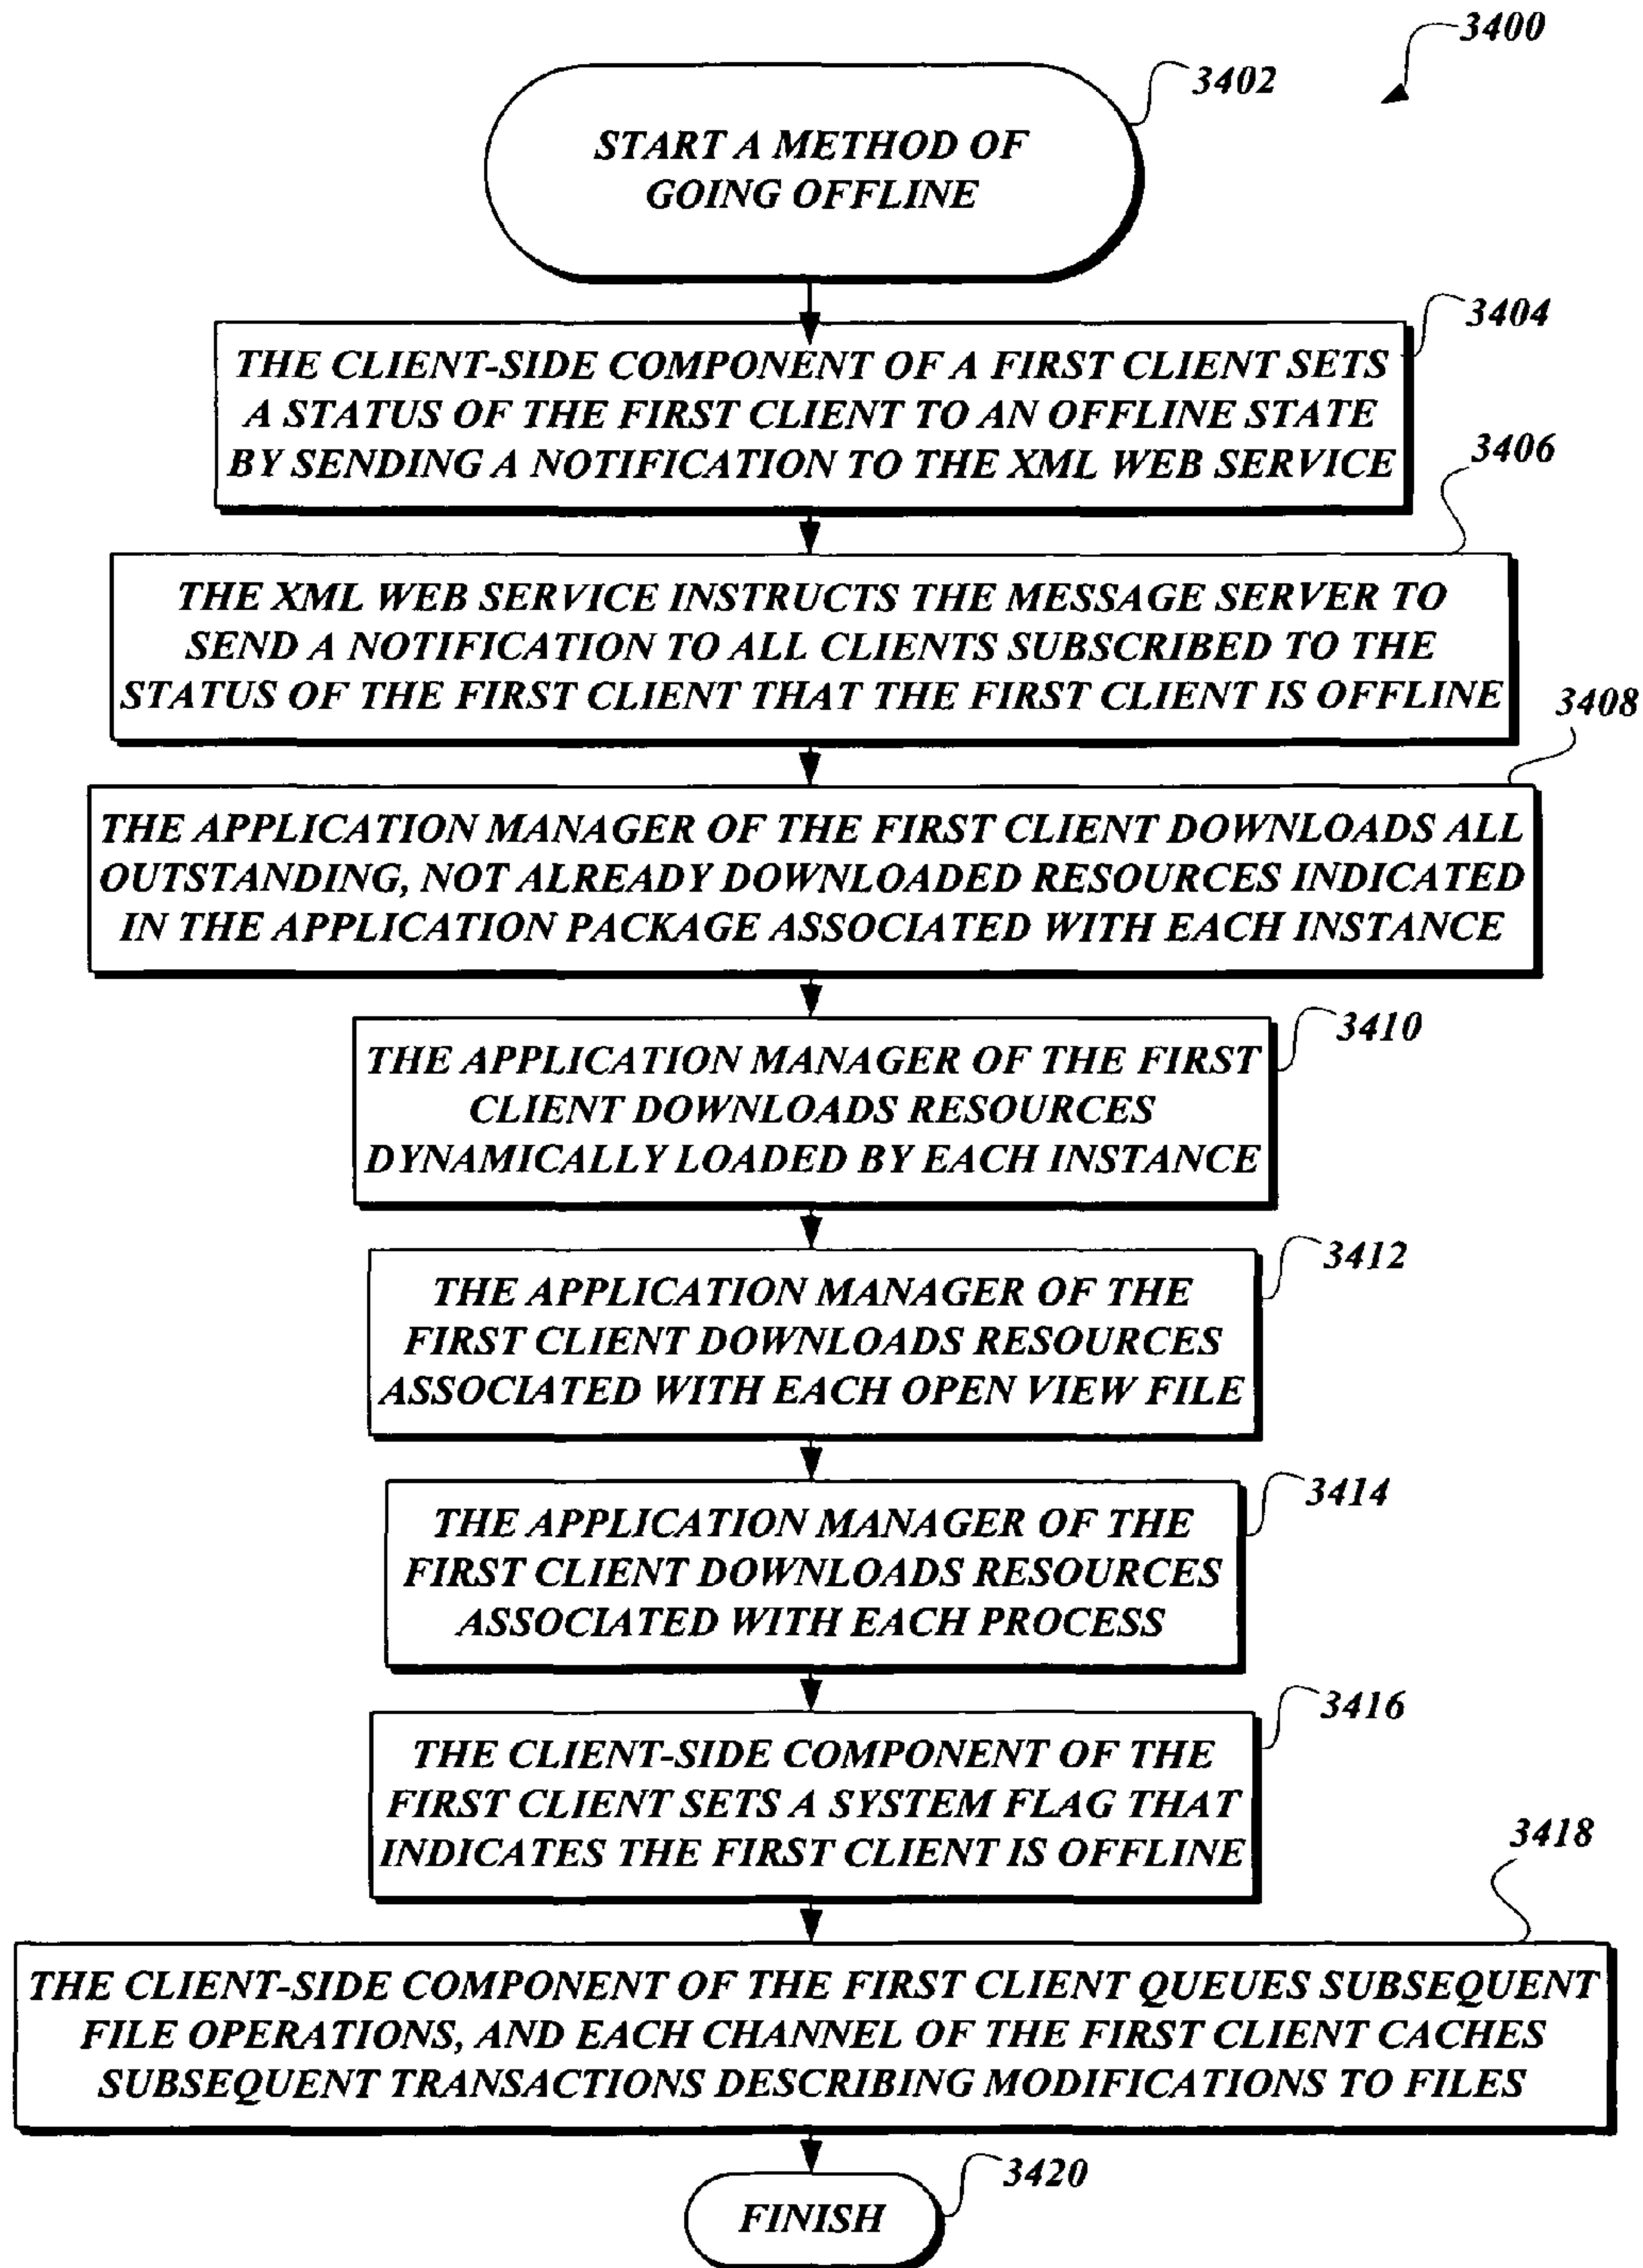 3400
3402
START A METHOD OF
GOING OFFLINE
3404
THE CLIENT-SIDE COMPONENT OF A FIRST CLIENT SETS
A STATUS OF THE FIRST CLIENT TO AN OFFLINE STATE
BY SENDING A NOTIFICATION TO THE XML WEB SERVICE
3406
THE XML WEB SERVICE INSTRUCTS THE MESSAGE SERVER TO
SEND A NOTIFICATION TO ALL CLIENTS SUBSCRIBED TO THE
STATUS OF THE FIRST CLIENT THAT THE FIRST CLIENT IS OFFLINE
3408
THE APPLICATION MANAGER OF THE FIRST CLIENT DOWNLOADS ALL
OUTSTANDING, NOT ALREADY DOWNLOADED RESOURCES INDICATED
IN THE APPLICATION PACKAGE ASSOCIATED WITH EACH INSTANCE
3410
THE APPLICATION MANAGER OF THE FIRST
CLIENT DOWNLOADS RESOURCES
DYNAMICALLY LOADED BY EACH INSTANCE
3412
THE APPLICATION MANAGER OF THE
FIRST CLIENT DOWNLOADS RESOURCES
ASSOCIATED WITH EACH OPEN VIEW FILE
3414
THE APPLICATION MANAGER OF THE
FIRST CLIENT DOWNLOADS RESOURCES
ASSOCIATED WITH EACH PROCESS
3416
THE CLIENT-SIDE COMPONENT OF THE
FIRST CLIENT SETS A SYSTEM FLAG THAT
INDICATES THE FIRST CLIENT IS OFFLINE
3418
THE CLIENT-SIDE COMPONENT OF THE FIRST CLIENT QUEUES SUBSEQUENT
FILE OPERATIONS, AND EACH CHANNEL OF THE FIRST CLIENT CACHES
SUBSEQUENT TRANSACTIONS DESCRIBING MODIFICATIONS TO FILES
3420
FINISH